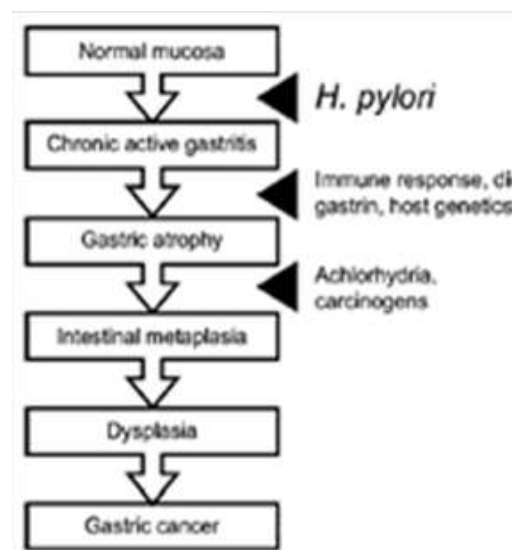 Normal mucosa
H. pylori
Chronic active gastritis
Immune response,
gastrin, host genetics
Gastric atrophy
Achlorhydria,
carcinogens
Intestinal metaplasia
Dysplasia
Gastric cancer